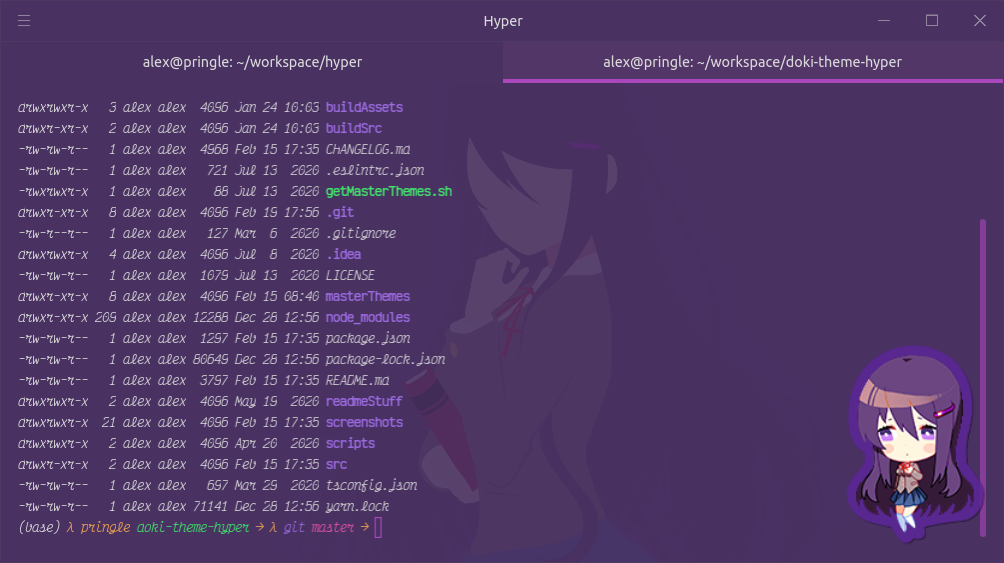 Hyper
alex@pringle: ~/workspace/hyper
alex@pringle: ~/workspace/doki-theme-hyper
drwxrwxr-x 3 alex alex 4096 Jan 24 10:03 buildAssets
drwxr-xr-x 2 alex alex 4096 Jan 24 10:03 buildSrc
-rw-rw-r-- 1 alex alex 4968 Feb 15 17:35 CHANGELOG.md
-rw-rw-r-- 1 alex alex 721 Jul 13 2020 .eslintrc.json
-rwxrwxr-x 1 alex alex 88 Jul 13 2020 getMasterThemes.sh
drwxr-xr-x 8 alex alex 4096 Feb 19 17:56 .git
-rw-r--r-- 1 alex alex 127 Mar 6 2020 .gitignore
drwxr-xr-x 4 alex alex 4096 Jul 8 2020 .idea
-rw-rw-r-- 1 alex alex 1079 Jul 13 2020 LICENSE
drwxr-xr-x 8 alex alex 4096 Feb 15 08:40 masterThemes
drwxr-xr-x 209 alex alex 12288 Dec 28 12:56 node_modules
-rw-rw-r-- 1 alex alex 1297 Feb 15 17:35 package.json
-rw-rw-r-- 1 alex alex 80649 Dec 28 12:56 package-lock.json
-rw-rw-r-- 1 alex alex 3797 Feb 15 17:35 README.md
drwxr-xr-x 2 alex alex 4096 May 19 2020 readmeStuff
drwxr-xr-x 21 alex alex 4096 Feb 15 17:35 screenshots
drwxr-xr-x 2 alex alex 4096 Apr 20 2020 scripts
drwxr-xr-x 2 alex alex 4096 Feb 15 17:35 src
-rw-rw-r-- 1 alex alex 697 Mar 29 2020 tsconfig.json
-rw-rw-r-- 1 alex alex 71141 Dec 28 12:56 yarn.lock
(base) λ pringle doki-theme-hyper → λ git master →